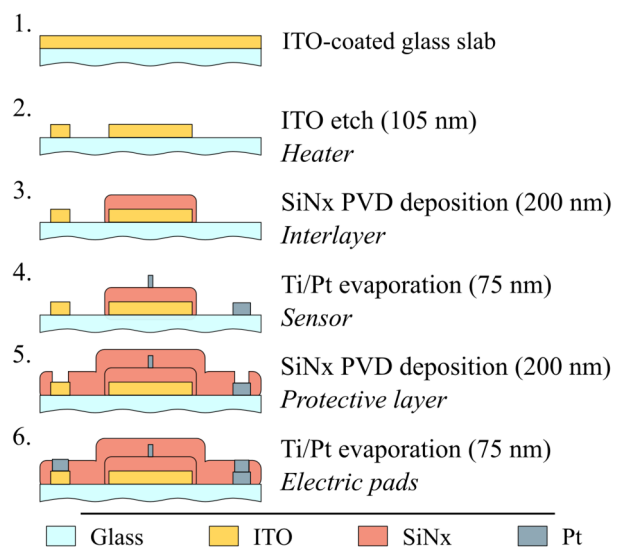 1.
ITO-coated glass slab
2.
ITO etch (105 nm)
Heater
3.
SiNx PVD deposition (200 nm)
Interlayer
4.
Ti/Pt evaporation (75 nm)
Sensor
5.
SiNx PVD deposition (200 nm)
Protective layer
6.
Ti/Pt evaporation (75 nm)
Electric pads
Glass ITO SiNx Pt